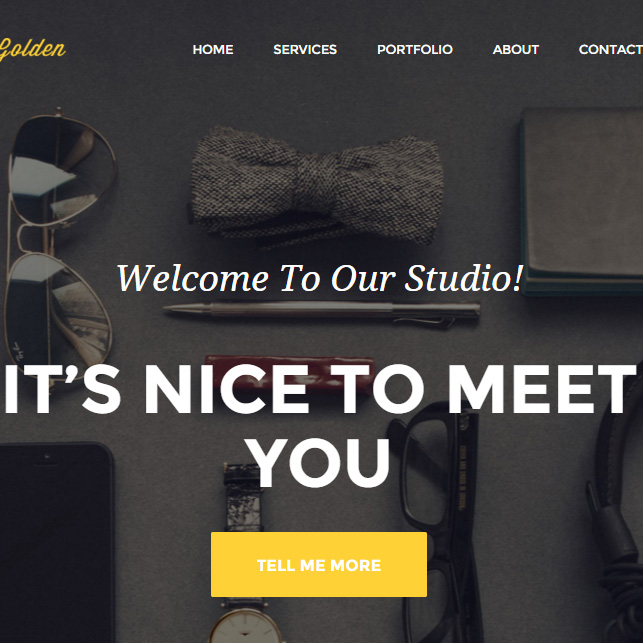 Golden
HOME SERVICES PORTFOLIO ABOUT CONTACT
Welcome To Our Studio!
IT'S NICE TO MEET
YOU
TELL ME MORE